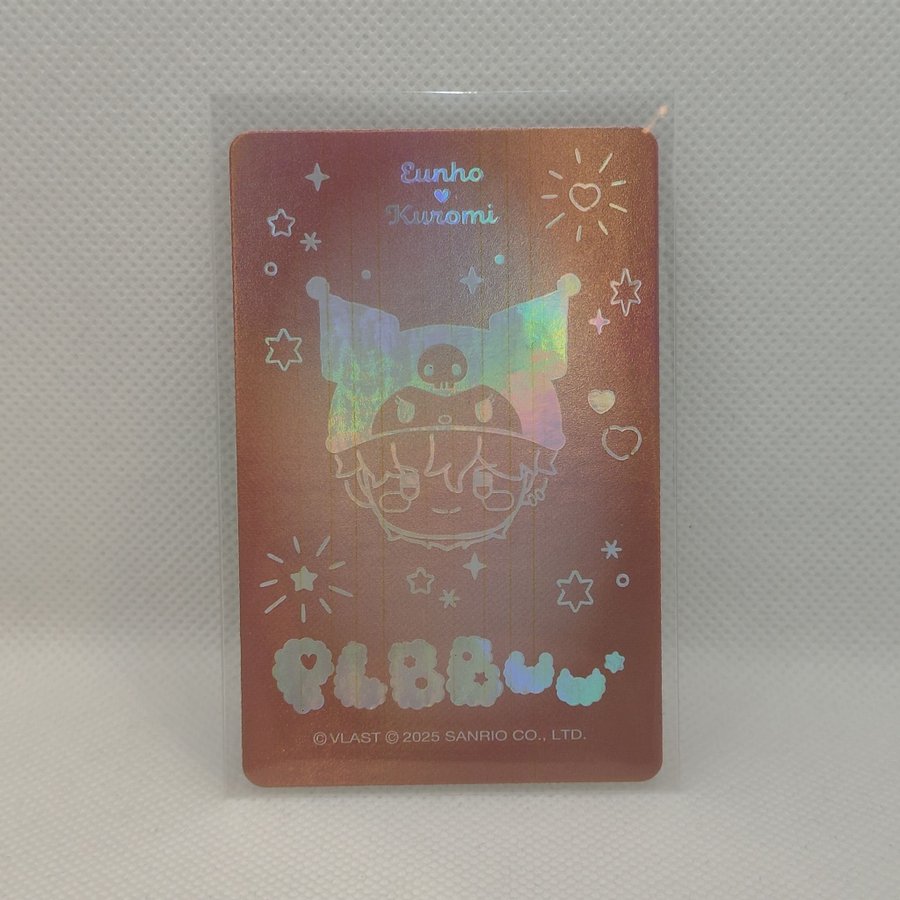 Eunho
Kuromi
PLBBUU
© VLAST © 2025 SANRIO CO., LTD.